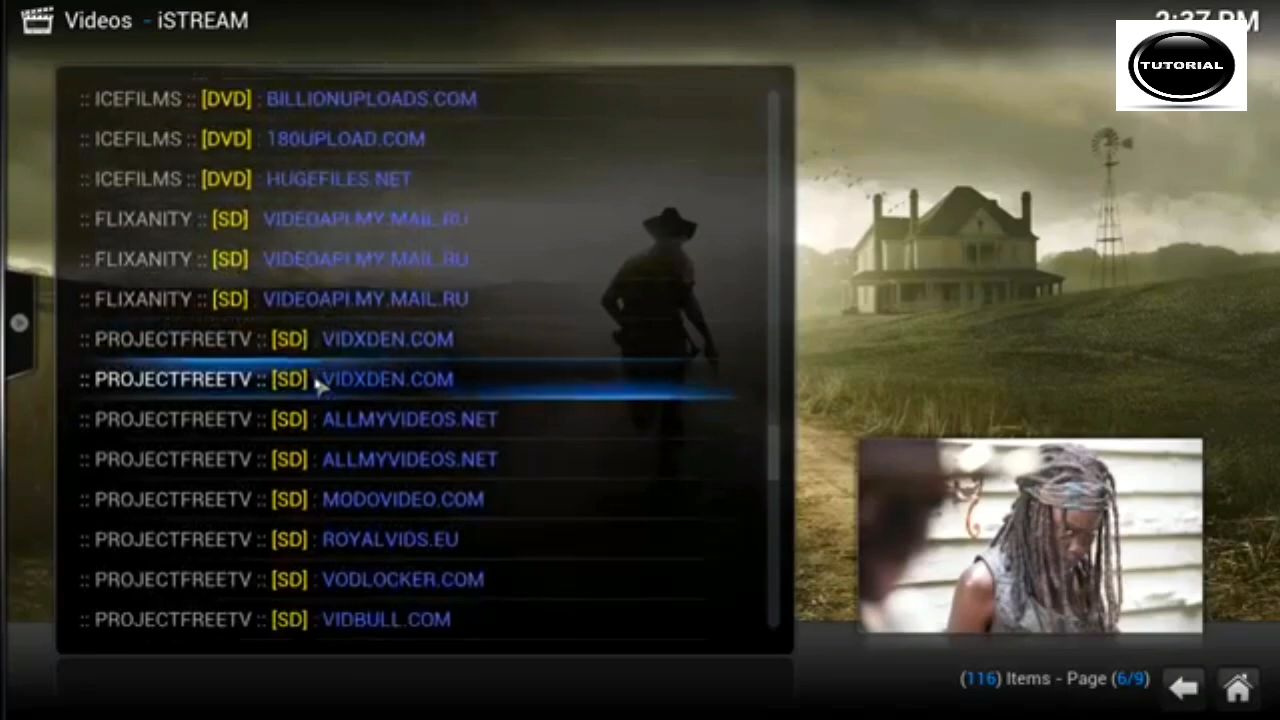 Videos - iSTREAM
2:37 PM
TUTORIAL
:: ICEFILMS :: [DVD] : BILLIONUPLOADS.COM
:: ICEFILMS :: [DVD] : 180UPLOAD.COM
:: ICEFILMS :: [DVD] : HUGEFILES.NET
:: FLIXANITY :: [SD] : VIDEOAPI.MY.MAIL.RU
:: FLIXANITY :: [SD] : VIDEOAPI.MY.MAIL.RU
:: FLIXANITY :: [SD] : VIDEOAPI.MY.MAIL.RU
:: PROJECTFREETV :: [SD] : VIDXDEN.COM
:: PROJECTFREETV :: [SD] : VIDXDEN.COM
:: PROJECTFREETV :: [SD] : ALLMYVIDEOS.NET
:: PROJECTFREETV :: [SD] : ALLMYVIDEOS.NET
:: PROJECTFREETV :: [SD] : MODOVIDEO.COM
:: PROJECTFREETV :: [SD] : ROYALVIDS.EU
:: PROJECTFREETV :: [SD] : VODLOCKER.COM
:: PROJECTFREETV :: [SD] : VIDBULL.COM
(116) Items - Page (6/9)